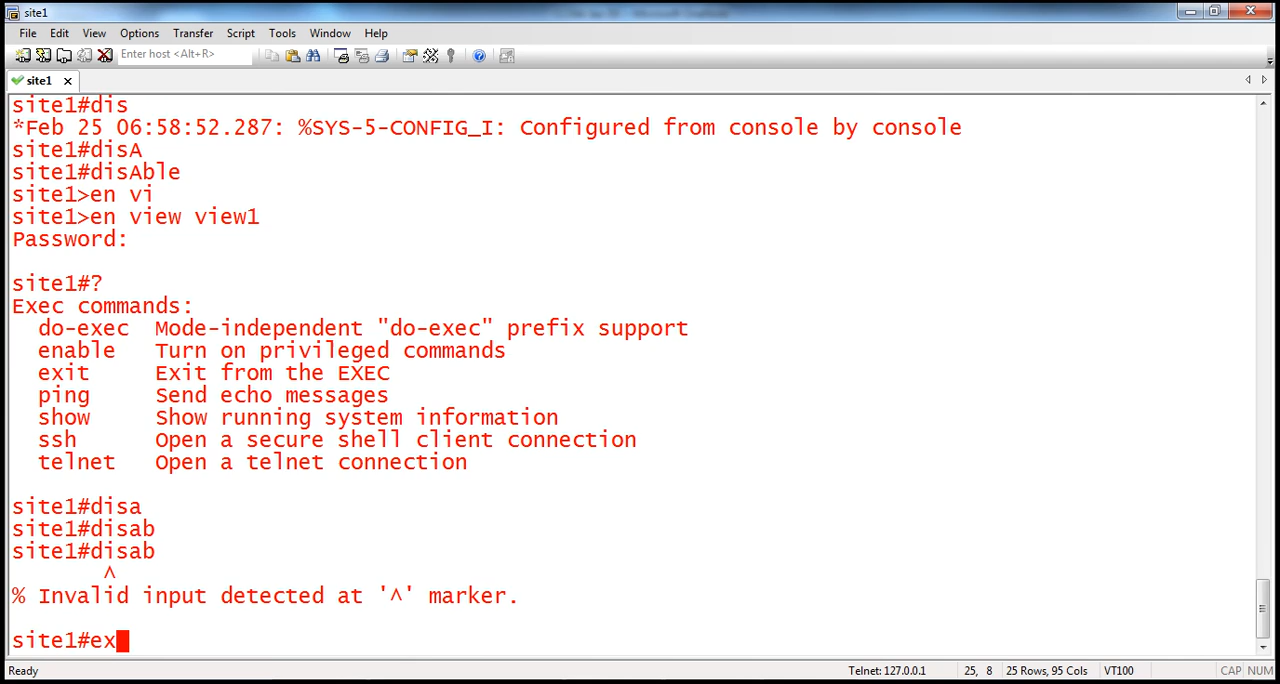 site1
File Edit View Options Transfer Script Tools Window Help
Enter host <Alt+R>
site1
site1#dis
*Feb 25 06:58:52.287: %SYS-5-CONFIG_I: Configured from console by console
site1#disA
site1#disAble
site1>en vi
site1>en view view1
Password:
site1#?
Exec commands:
do-exec Mode-independent "do-exec" prefix support
enable Turn on privileged commands
exit Exit from the EXEC
ping Send echo messages
show Show running system information
ssh Open a secure shell client connection
telnet Open a telnet connection
site1#disa
site1#disab
site1#disab
^
% Invalid input detected at '^' marker.
site1#ex
Ready Telnet: 127.0.0.1 25, 8 25 Rows, 95 Cols VT100 CAP NUM